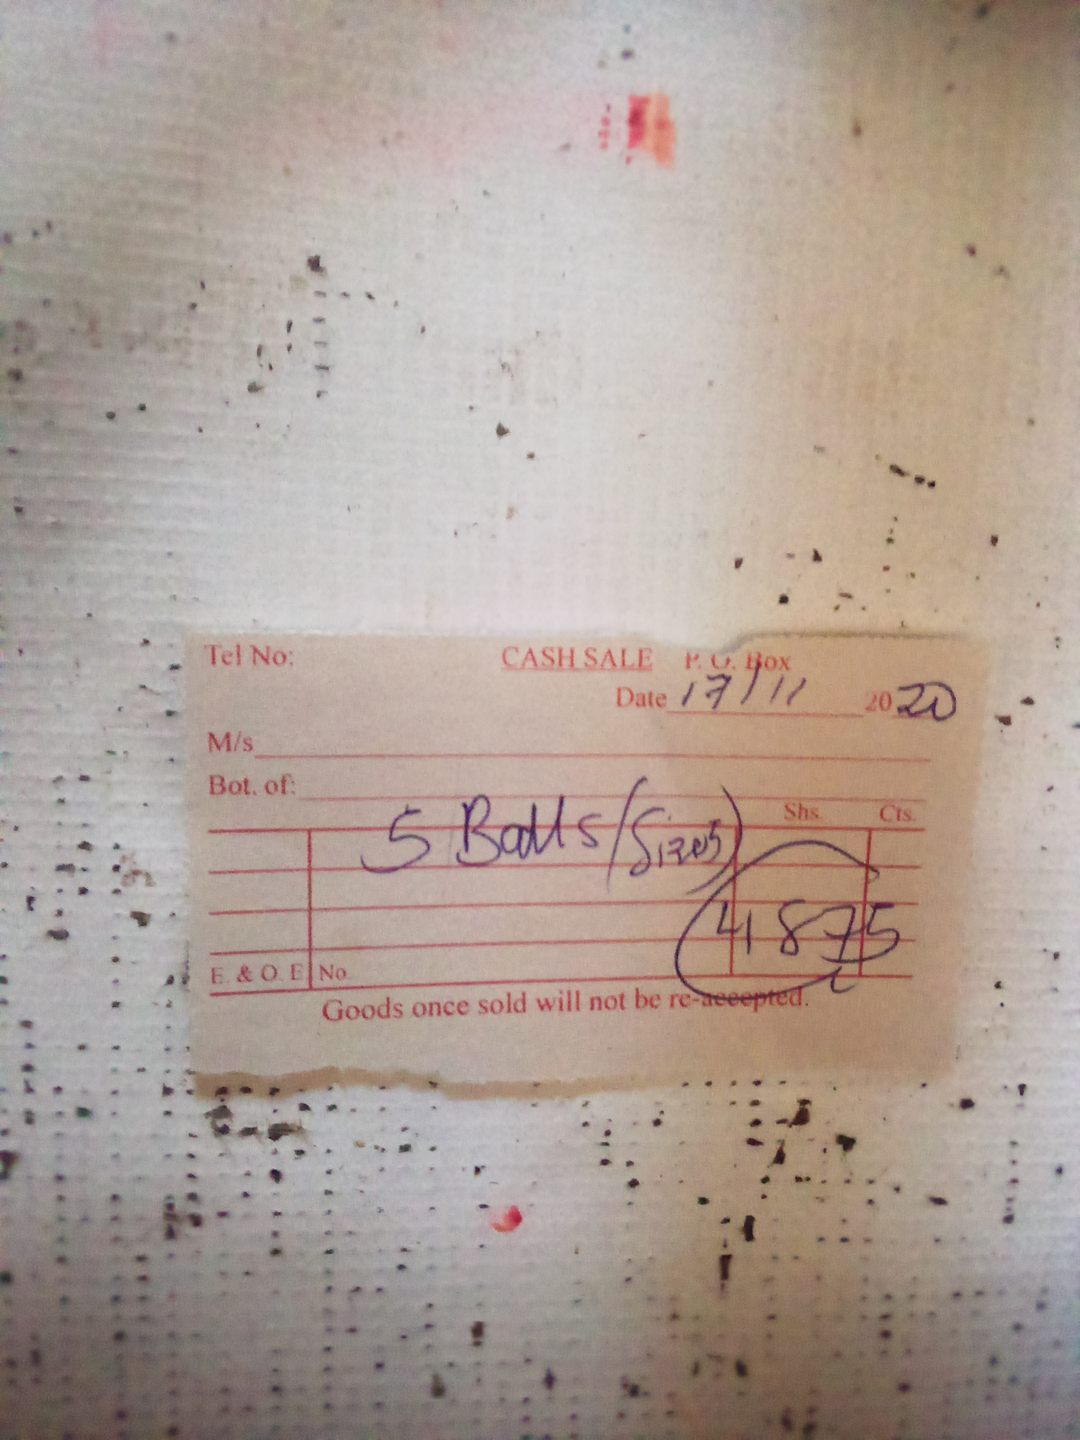 Tel No: CASH SALE P. O. Box
Date 17/11 2020
M/s
Bot. of:
Shs. Cts.
5 Balls (Size5)
4875
E. & O. E No.
Goods once sold will not be re-accepted.